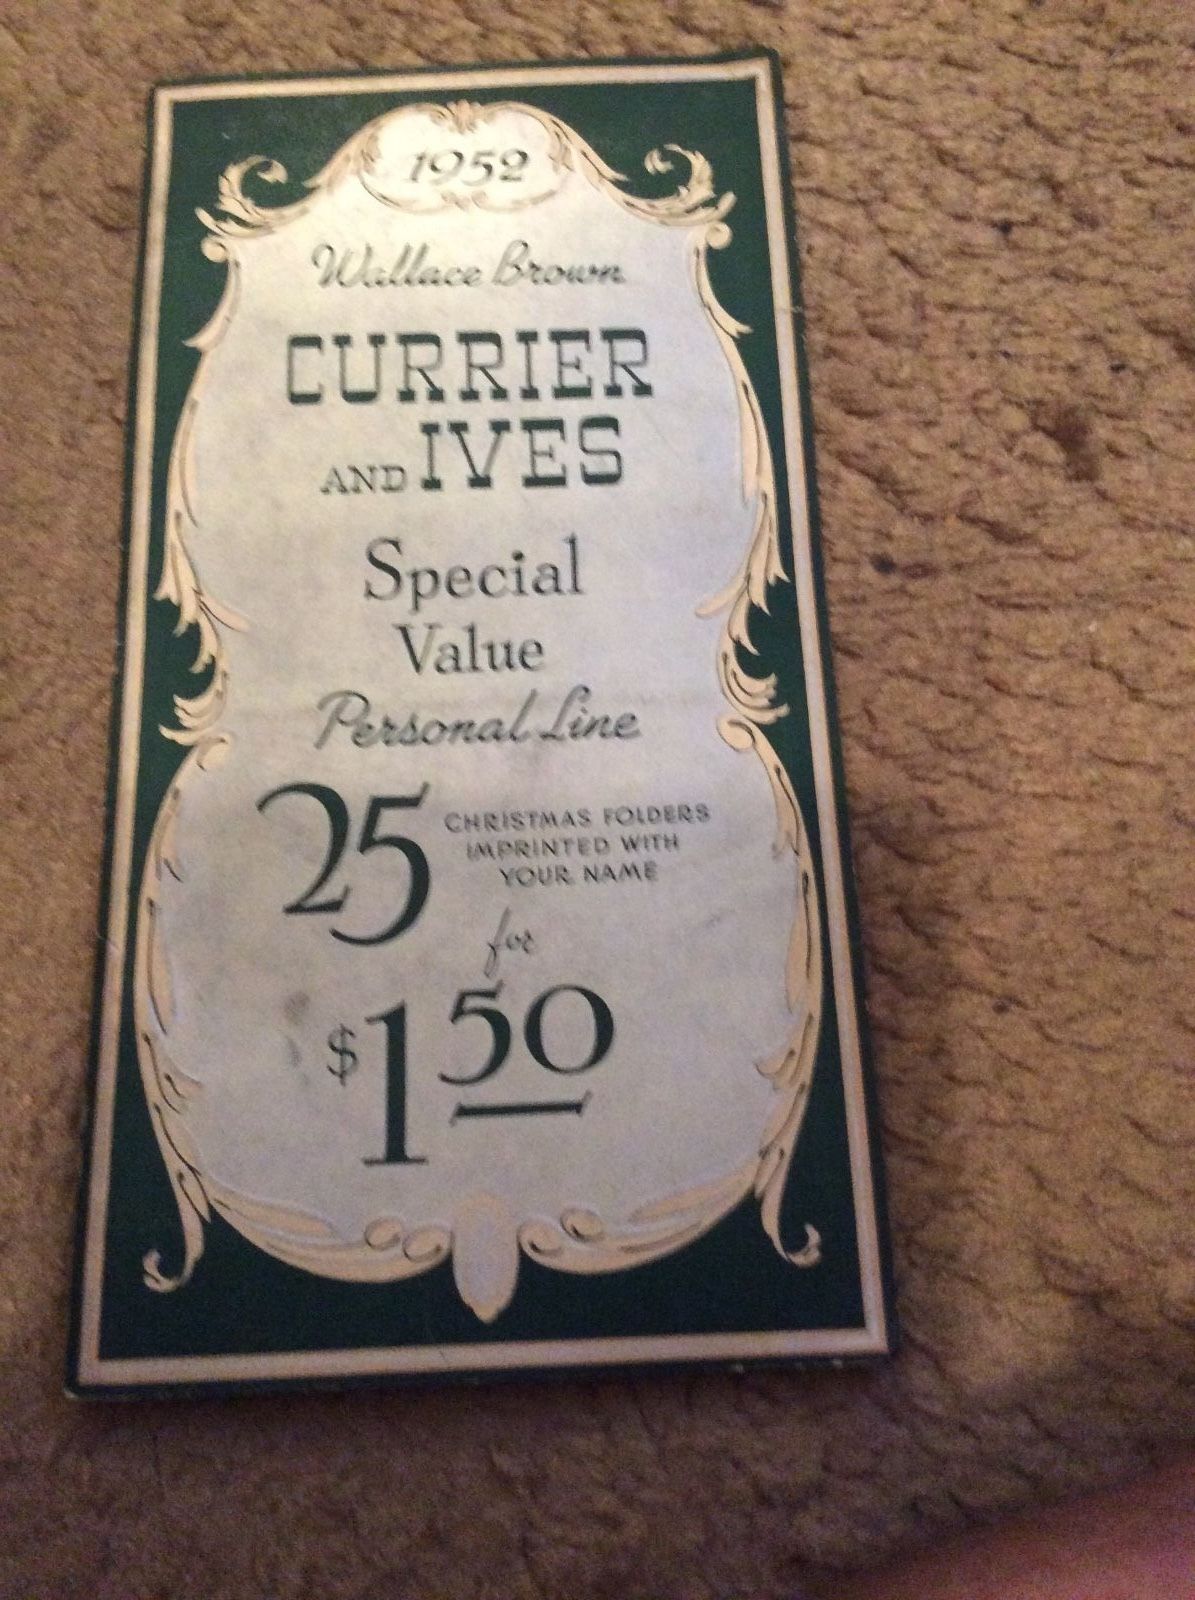 1952
Wallace Brown
CURRIER
AND IVES
Special
Value
Personal Line
25 CHRISTMAS FOLDERS
IMPRINTED WITH
YOUR NAME
for
$1 50